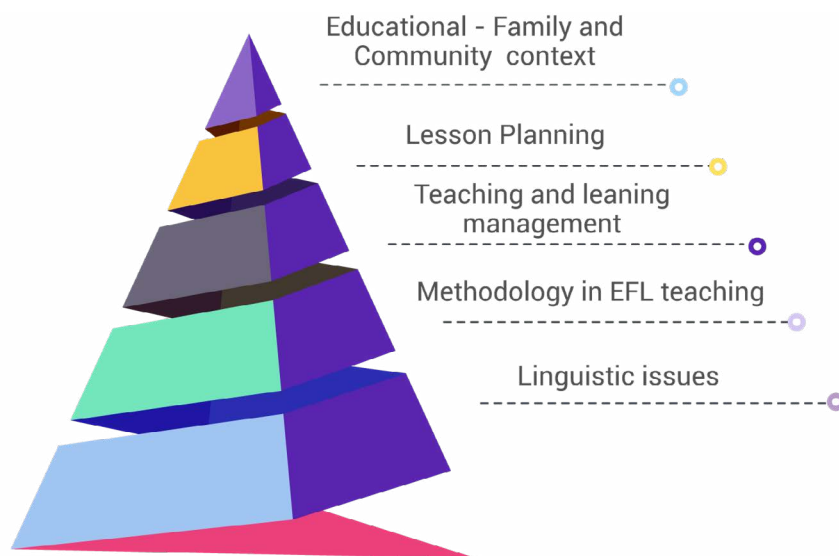 Educational - Family and
Community context
Lesson Planning
Teaching and leaning
management
Methodology in EFL teaching
Linguistic issues